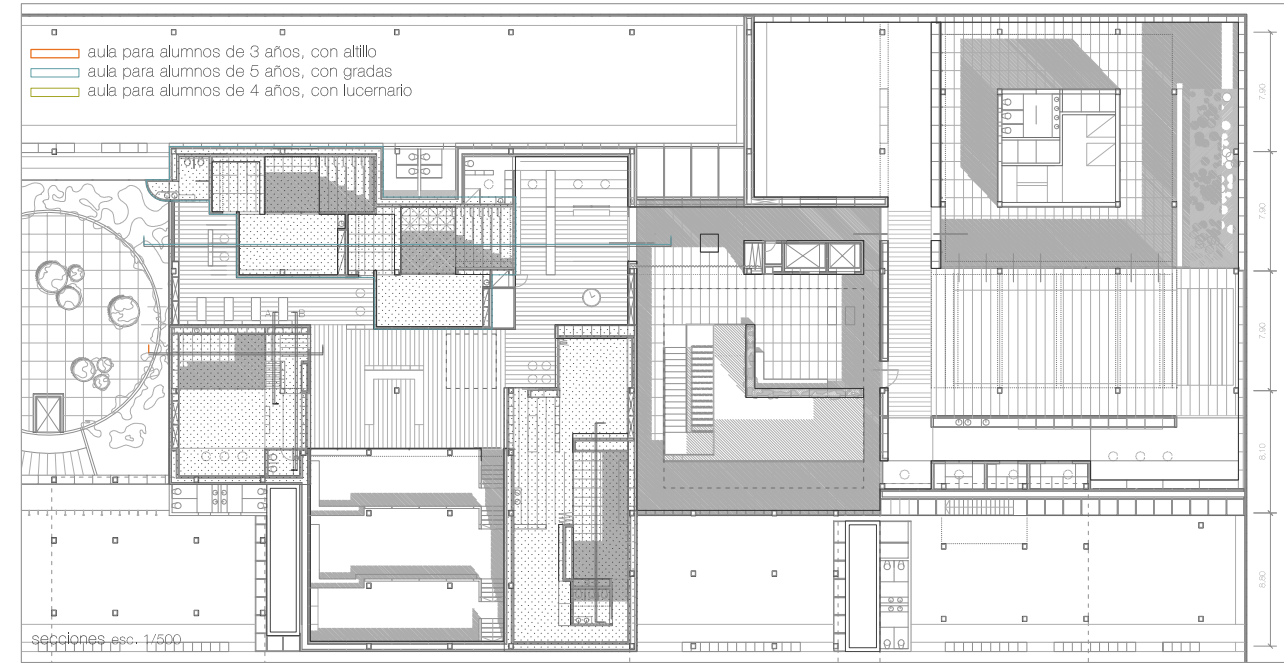 aula para alumnos de 3 años, con altillo
aula para alumnos de 5 años, con gradas
aula para alumnos de 4 años, con lucernario
7.90
7.90
7.90
8.10
8.80
A
B
secciones esc. 1/500